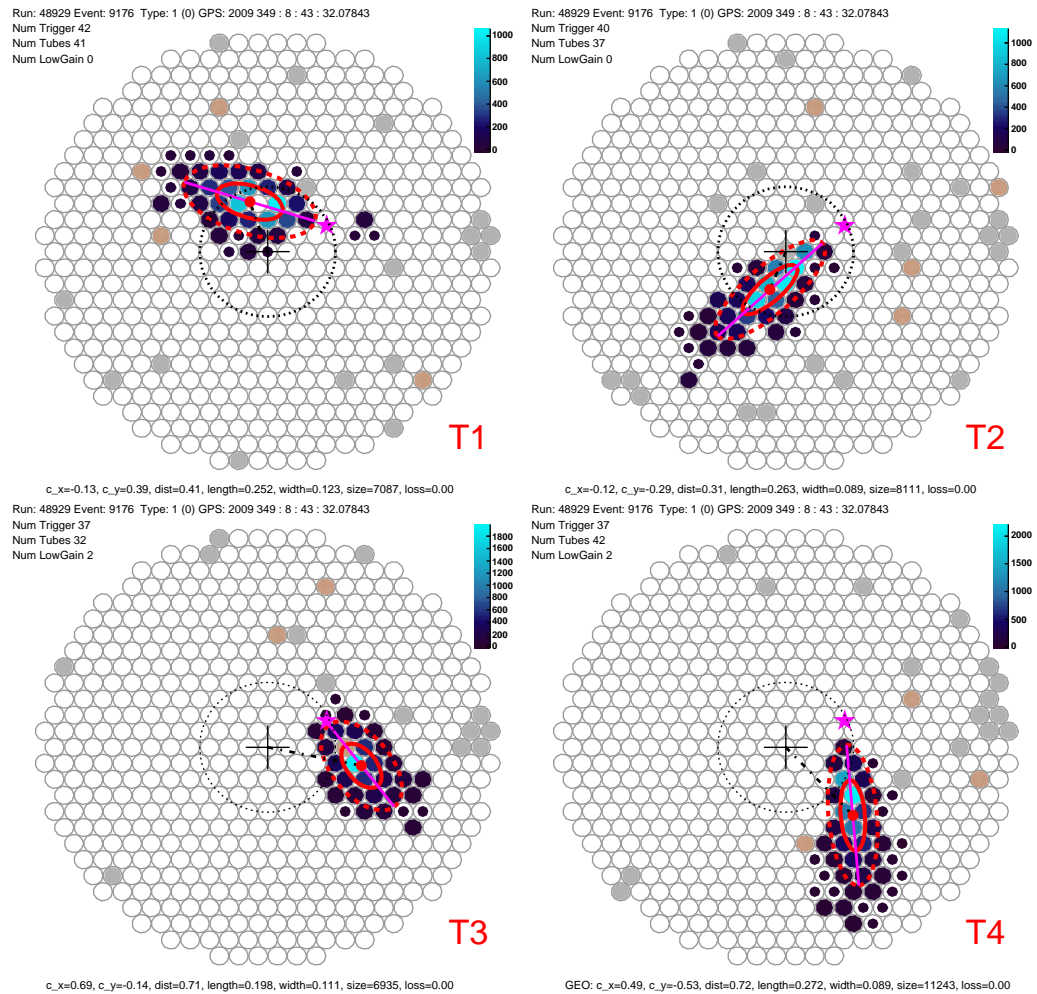 Run: 48929 Event: 9176 Type: 1 (0) GPS: 2009 349 : 8 : 43 : 32.07843
Num Trigger 42
Num Tubes 41
Num LowGain 0
1000
800
600
400
200
0
T1
c_x=-0.13, c_y=0.39, dist=0.41, length=0.252, width=0.123, size=7087, loss=0.00
Run: 48929 Event: 9176 Type: 1 (0) GPS: 2009 349 : 8 : 43 : 32.07843
Num Trigger 40
Num Tubes 37
Num LowGain 0
1000
800
600
400
200
0
T2
c_x=-0.12, c_y=-0.29, dist=0.31, length=0.263, width=0.089, size=8111, loss=0.00
Run: 48929 Event: 9176 Type: 1 (0) GPS: 2009 349 : 8 : 43 : 32.07843
Num Trigger 37
Num Tubes 32
Num LowGain 2
1800
1600
1400
1200
1000
800
600
400
200
0
T3
c_x=0.69, c_y=-0.14, dist=0.71, length=0.198, width=0.111, size=6935, loss=0.00
Run: 48929 Event: 9176 Type: 1 (0) GPS: 2009 349 : 8 : 43 : 32.07843
Num Trigger 37
Num Tubes 42
Num LowGain 2
2000
1500
1000
500
0
T4
GEO: c_x=0.49, c_y=-0.53, dist=0.72, length=0.272, width=0.089, size=11243, loss=0.00